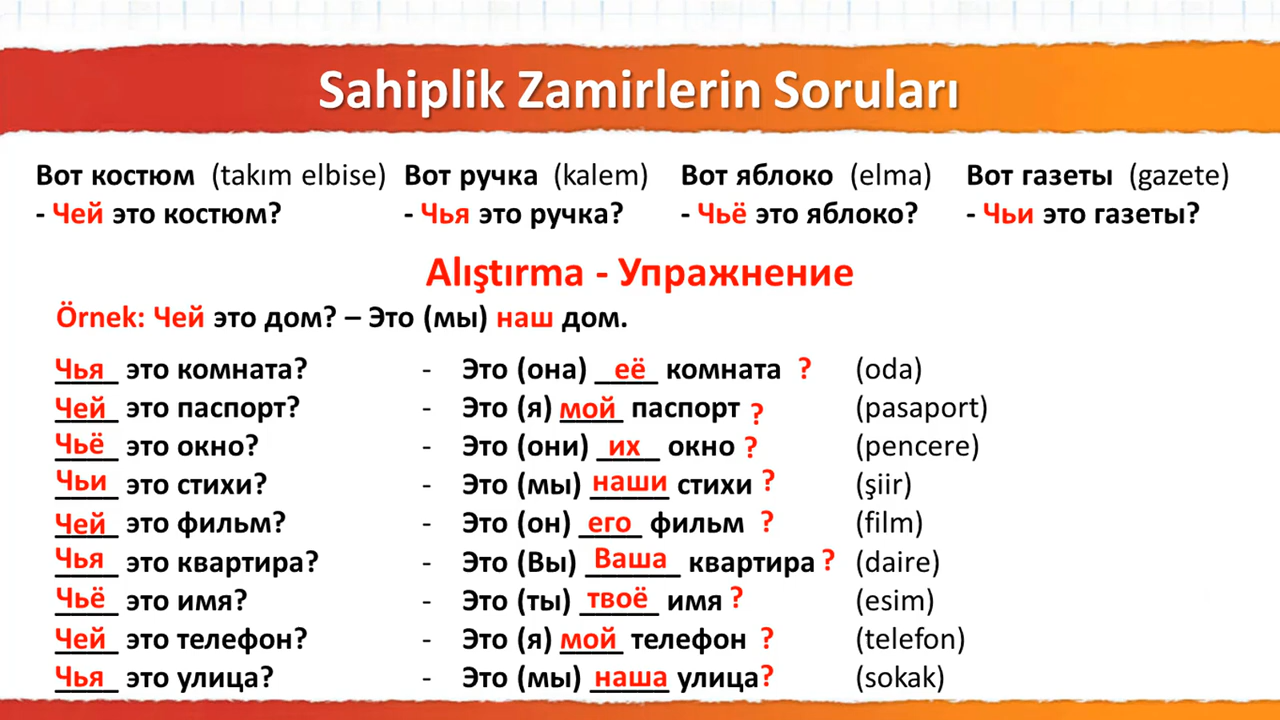 Sahiplik Zamirlerin Soruları
Вот костюм (takım elbise) Вот ручка (kalem) Вот яблоко (elma) Вот газеты (gazete)
- Чей это костюм? - Чья это ручка? - Чьё это яблоко? - Чьи это газеты?
Alıştırma - Упражнение
Örnek: Чей это дом? – Это (мы) наш дом.
Чья это комната? - Это (она) её комната ? (oda)
Чей это паспорт? - Это (я) мой паспорт ? (pasaport)
Чьё это окно? - Это (они) их окно ? (pencere)
Чьи это стихи? - Это (мы) наши стихи ? (şiir)
Чей это фильм? - Это (он) его фильм ? (film)
Чья это квартира? - Это (Вы) Ваша квартира ? (daire)
Чьё это имя? - Это (ты) твоё имя ? (esim)
Чей это телефон? - Это (я) мой телефон ? (telefon)
Чья это улица? - Это (мы) наша улица? (sokak)